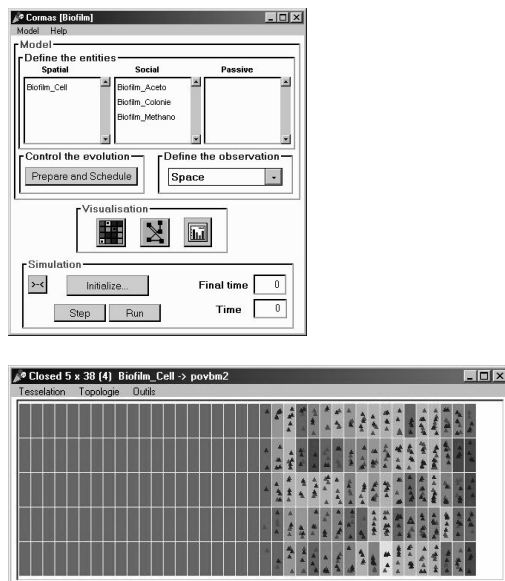 Cormas [Biofilm]
Model Help
Model
Define the entities
Spatial Social Passive
Biofilm_Cell
Biofilm_Aceto
Biofilm_Colonie
Biofilm_Methano
Control the evolution
Prepare and Schedule
Define the observation
Space
Visualisation
Simulation
>-<
Initialize...
Final time 0
Step Run
Time 0
Closed 5 x 38 (4) Biofilm_Cell -> povbm2
Tesselation Topologie Outils